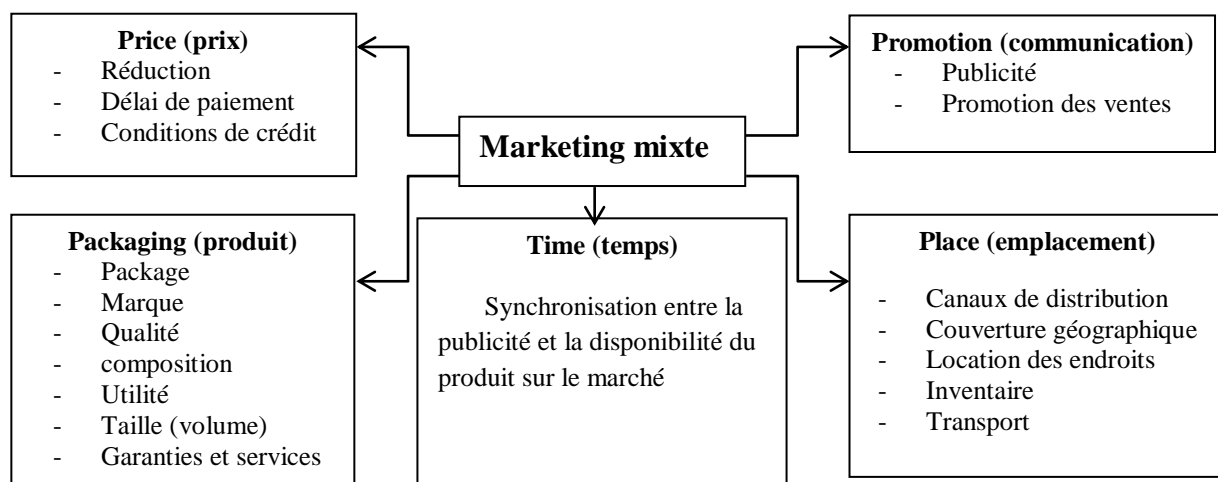 Price (prix)
- Réduction
- Délai de paiement
- Conditions de crédit
Promotion (communication)
- Publicité
- Promotion des ventes
Marketing mixte
Packaging (produit)
- Package
- Marque
- Qualité
- composition
- Utilité
- Taille (volume)
- Garanties et services
Time (temps)
Synchronisation entre la
publicité et la disponibilité du
produit sur le marché
Place (emplacement)
- Canaux de distribution
- Couverture géographique
- Location des endroits
- Inventaire
- Transport